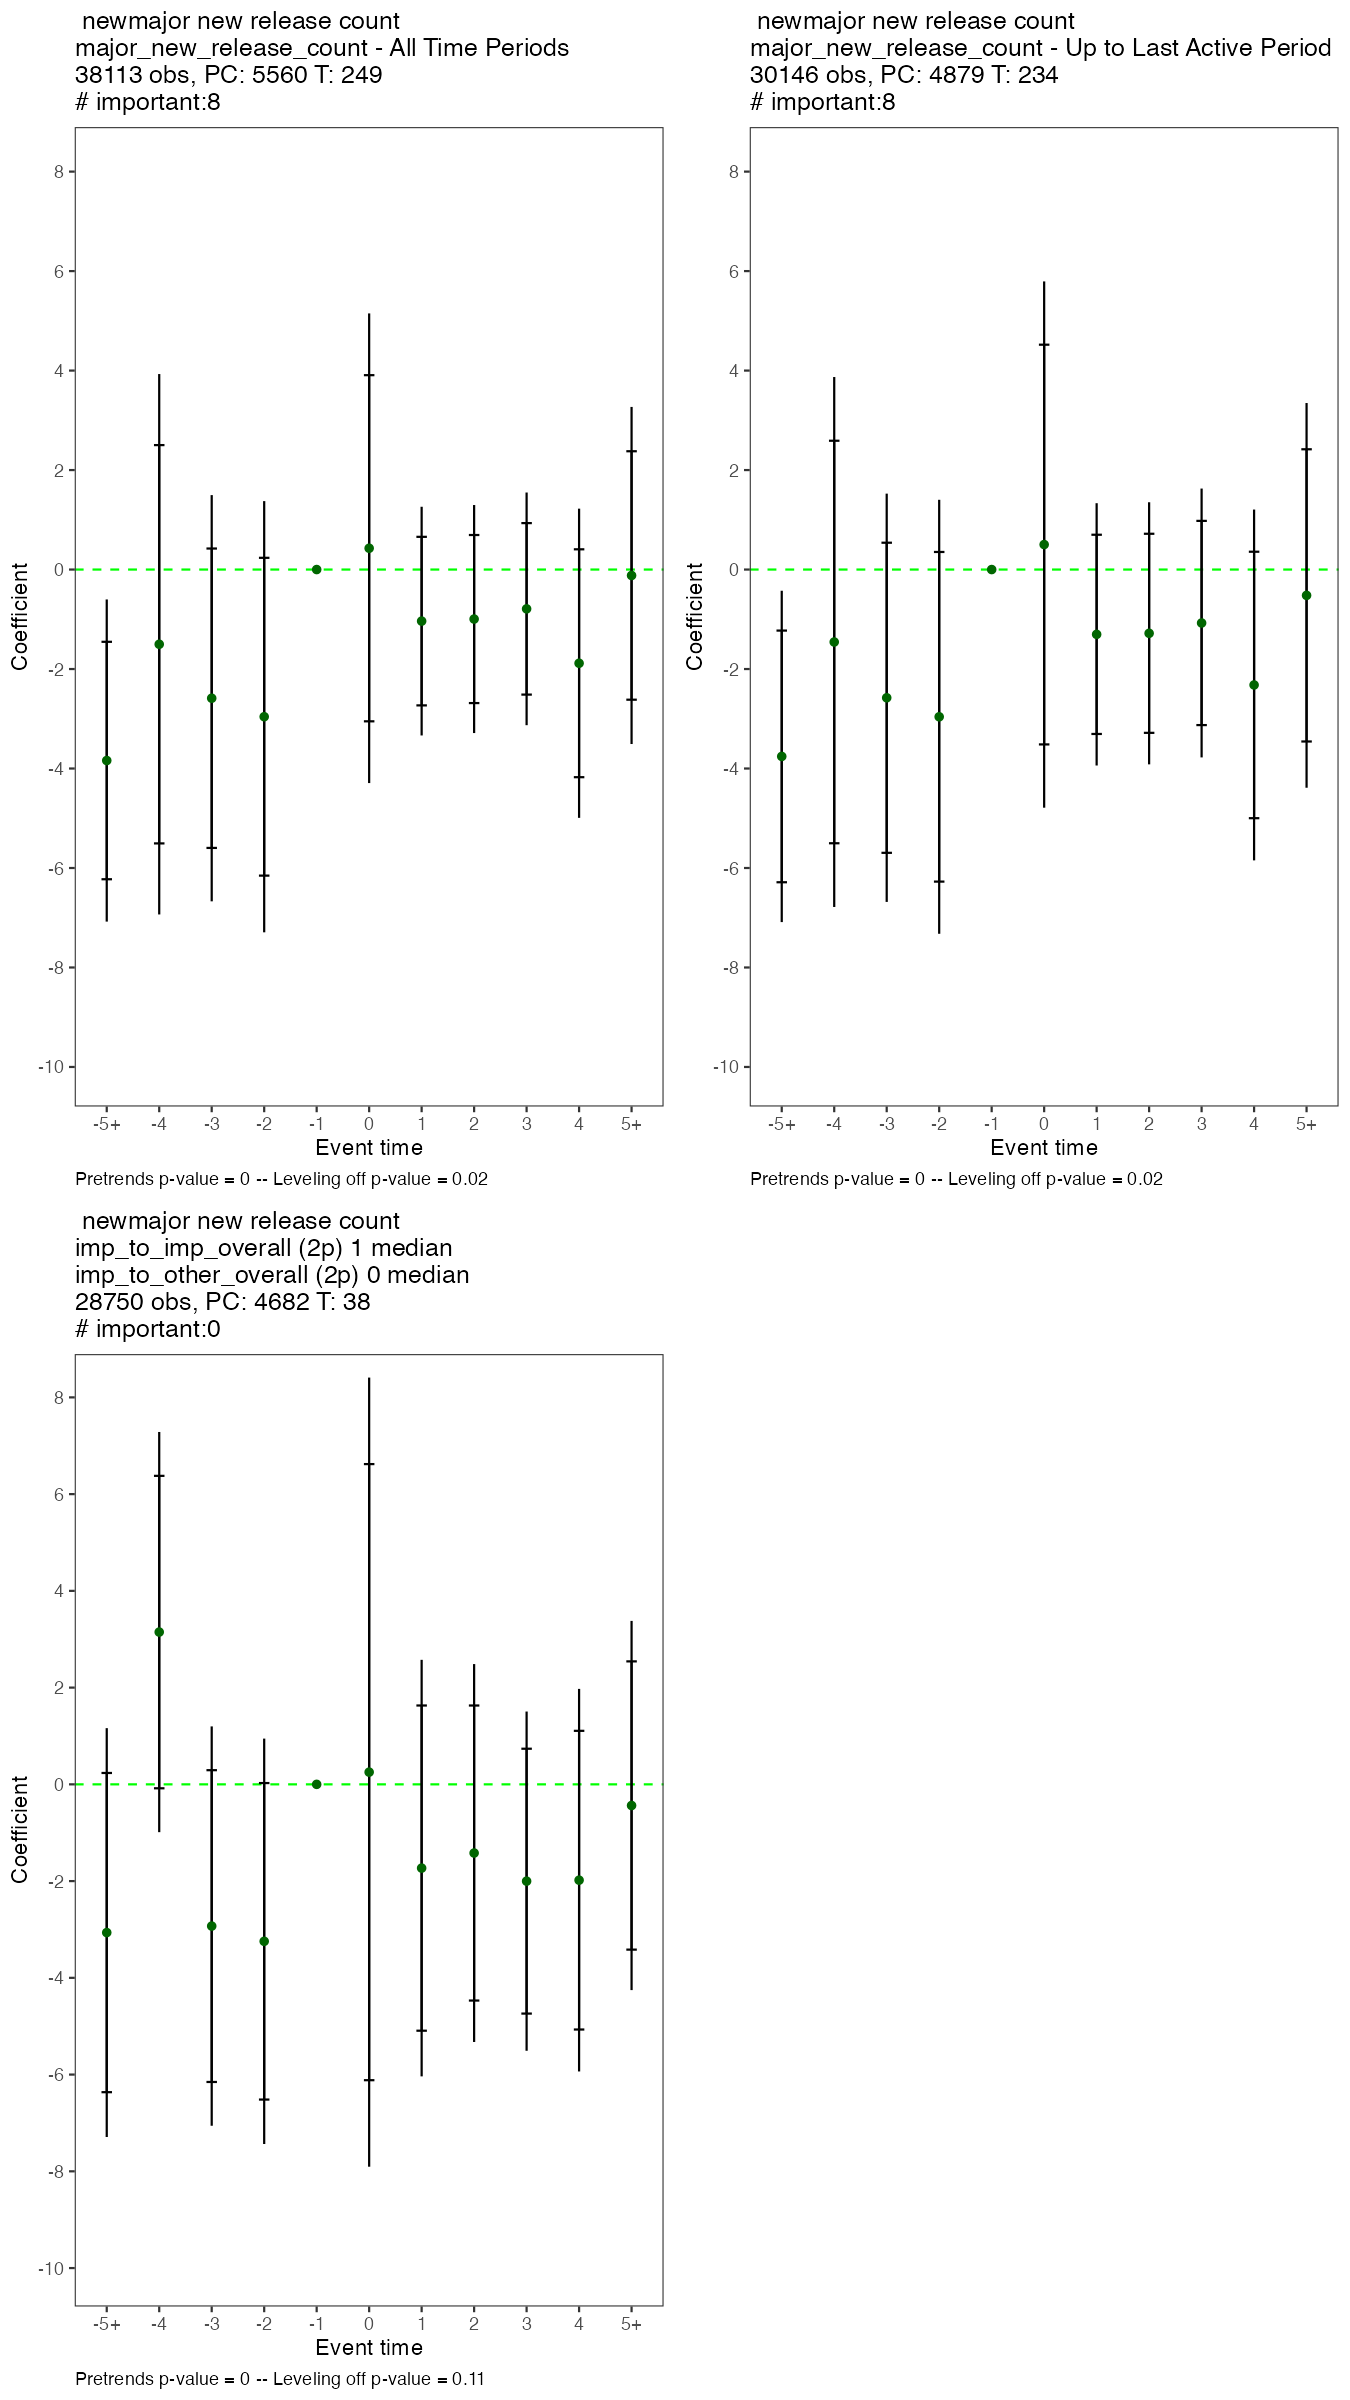 newmajor new release count
major_new_release_count - All Time Periods
38113 obs, PC: 5560 T: 249
# important:8
8
6
4
2
0
-2
-4
-6
-8
-10
Coefficient
-5+ -4 -3 -2 -1 0 1 2 3 4 5+
Event time
Pretrends p-value = 0 -- Leveling off p-value = 0.02
newmajor new release count
major_new_release_count - Up to Last Active Period
30146 obs, PC: 4879 T: 234
# important:8
8
6
4
2
0
-2
-4
-6
-8
-10
Coefficient
-5+ -4 -3 -2 -1 0 1 2 3 4 5+
Event time
Pretrends p-value = 0 -- Leveling off p-value = 0.02
newmajor new release count
imp_to_imp_overall (2p) 1 median
imp_to_other_overall (2p) 0 median
28750 obs, PC: 4682 T: 38
# important:0
8
6
4
2
0
-2
-4
-6
-8
-10
Coefficient
-5+ -4 -3 -2 -1 0 1 2 3 4 5+
Event time
Pretrends p-value = 0 -- Leveling off p-value = 0.11